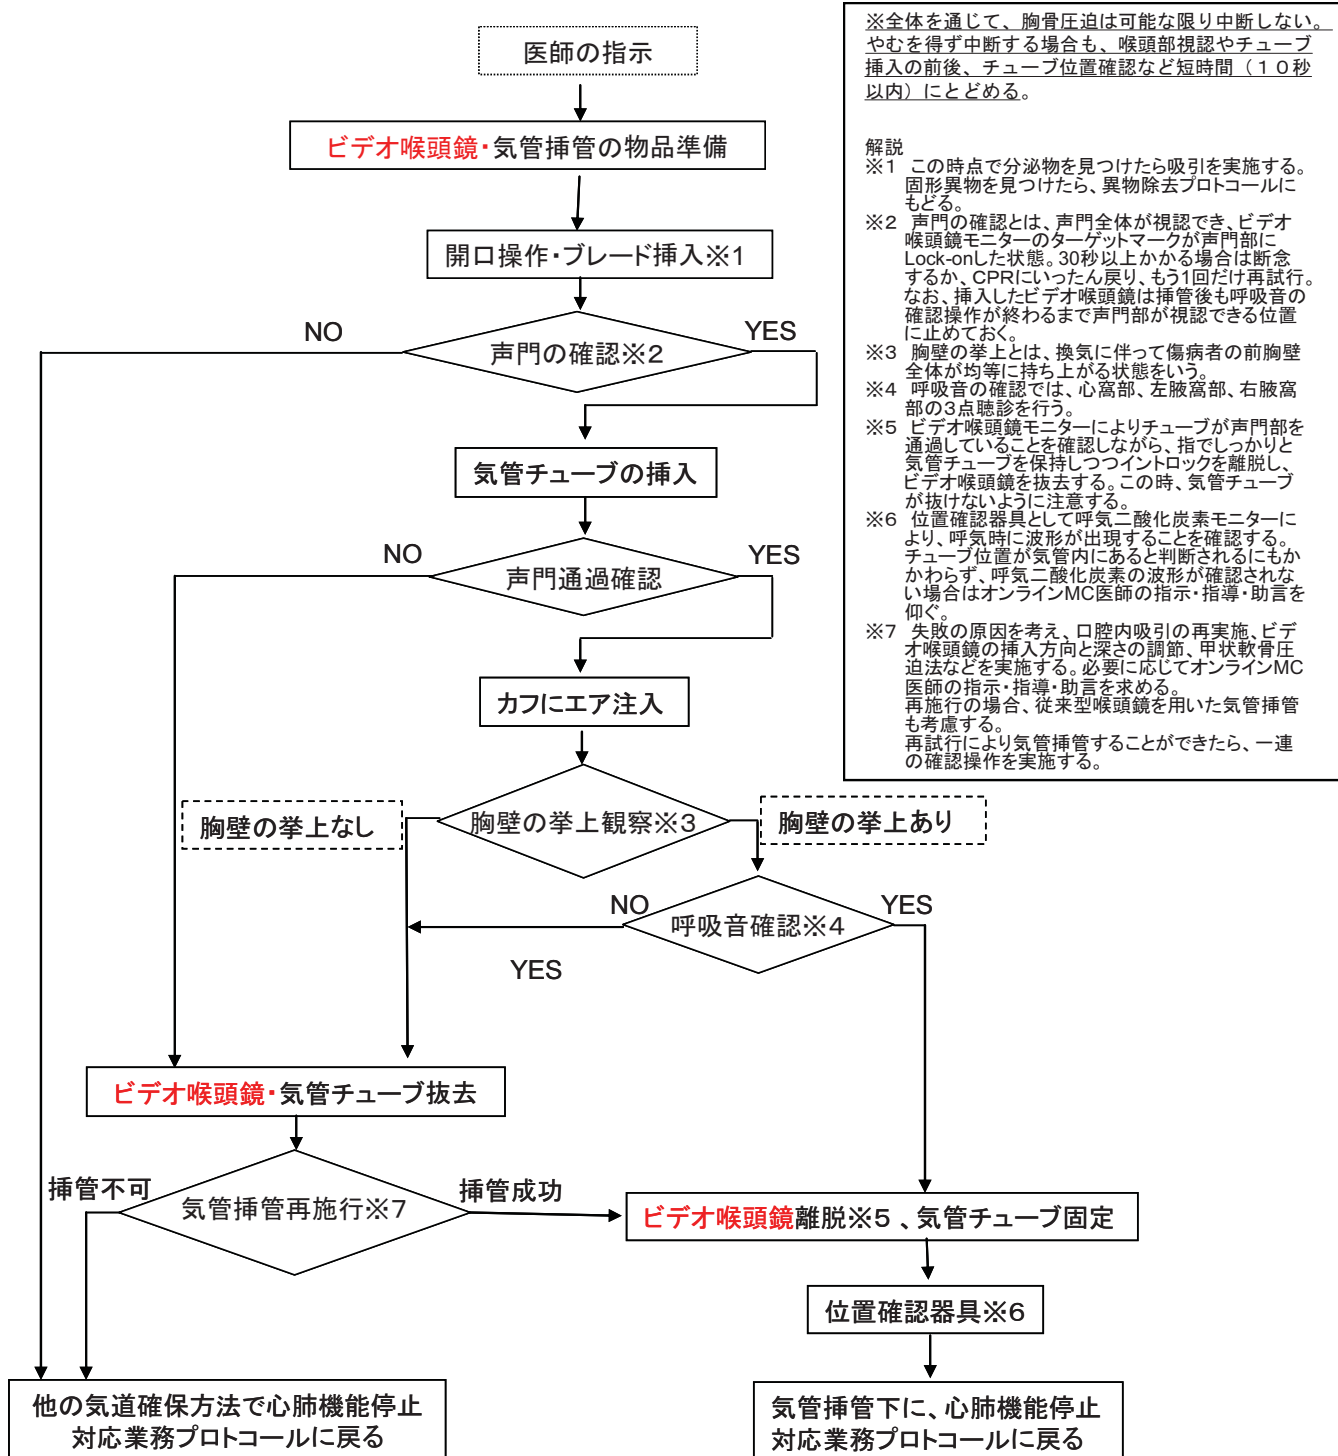 医師の指示
ビデオ喉頭鏡・気管挿管の物品準備
開口操作・ブレード挿入※1
NO
YES
声門の確認※2
気管チューブの挿入
NO
YES
声門通過確認
カフにエア注入
胸壁の挙上なし
胸壁の挙上観察※3
胸壁の挙上あり
NO
YES
呼吸音確認※4
YES
ビデオ喉頭鏡・気管チューブ抜去
挿管不可
気管挿管再施行※7
挿管成功
ビデオ喉頭鏡離脱※5 、気管チューブ固定
位置確認器具※6
他の気道確保方法で心肺機能停止
対応業務プロトコールに戻る
気管挿管下に、心肺機能停止
対応業務プロトコールに戻る
※全体を通じて、胸骨圧迫は可能な限り中断しない。
やむを得ず中断する場合も、喉頭部視認やチューブ
挿入の前後、チューブ位置確認など短時間（１０秒
以内）にとどめる。
解説
※1 この時点で分泌物を見つけたら吸引を実施する。
固形異物を見つけたら、異物除去プロトコールに
もどる。
※2 声門の確認とは、声門全体が視認でき、ビデオ
喉頭鏡モニターのターゲットマークが声門部に
Lock-onした状態。30秒以上かかる場合は断念
するか、CPRにいったん戻り、もう1回だけ再試行。
なお、挿入したビデオ喉頭鏡は挿管後も呼吸音の
確認操作が終わるまで声門部が視認できる位置
に止めておく。
※3 胸壁の挙上とは、換気に伴って傷病者の前胸壁
全体が均等に持ち上がる状態をいう。
※4 呼吸音の確認では、心窩部、左腋窩部、右腋窩
部の3点聴診を行う。
※5 ビデオ喉頭鏡モニターによりチューブが声門部を
通過していることを確認しながら、指でしっかりと
気管チューブを保持しつつイントロックを離脱し、
ビデオ喉頭鏡を抜去する。この時、気管チューブ
が抜けないように注意する。
※6 位置確認器具として呼気二酸化炭素モニターに
より、呼気時に波形が出現することを確認する。
チューブ位置が気管内にあると判断されるにもか
かわらず、呼気二酸化炭素の波形が確認されな
い場合はオンラインMC医師の指示・指導・助言を
仰ぐ。
※7 失敗の原因を考え、口腔内吸引の再実施、ビデ
オ喉頭鏡の挿入方向と深さの調節、甲状軟骨圧
迫法などを実施する。必要に応じてオンラインMC
医師の指示・指導・助言を求める。
再施行の場合、従来型喉頭鏡を用いた気管挿管
も考慮する。
再試行により気管挿管することができたら、一連
の確認操作を実施する。